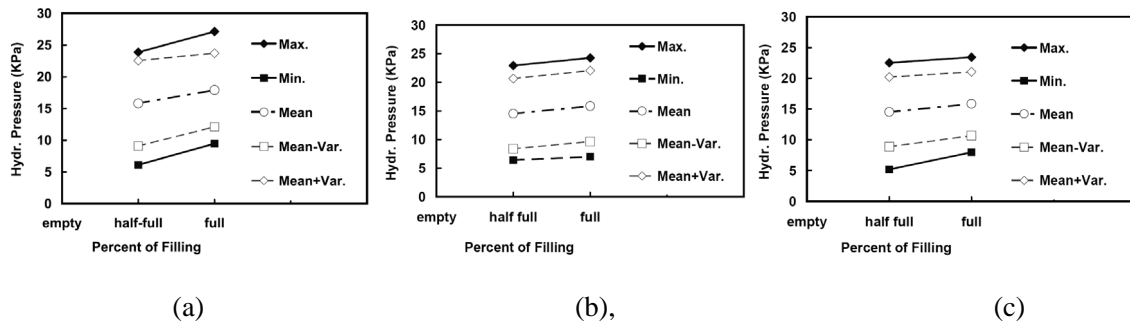 Hydr. Pressure (KPa)
30
25
20
15
10
5
0
Max.
Min.
Mean
Mean-Var.
Mean+Var.
empty half-full full
Percent of Filling
(a)
Hydr. Pressure (KPa)
30
25
20
15
10
5
0
Max.
Min.
Mean
Mean-Var.
Mean+Var.
empty half full full
Percent of Filling
(b),
Hydr. Pressure (KPa)
30
25
20
15
10
5
0
Max.
Min.
Mean
Mean-Var.
Mean+Var.
empty half full full
Percent of Filling
(c)